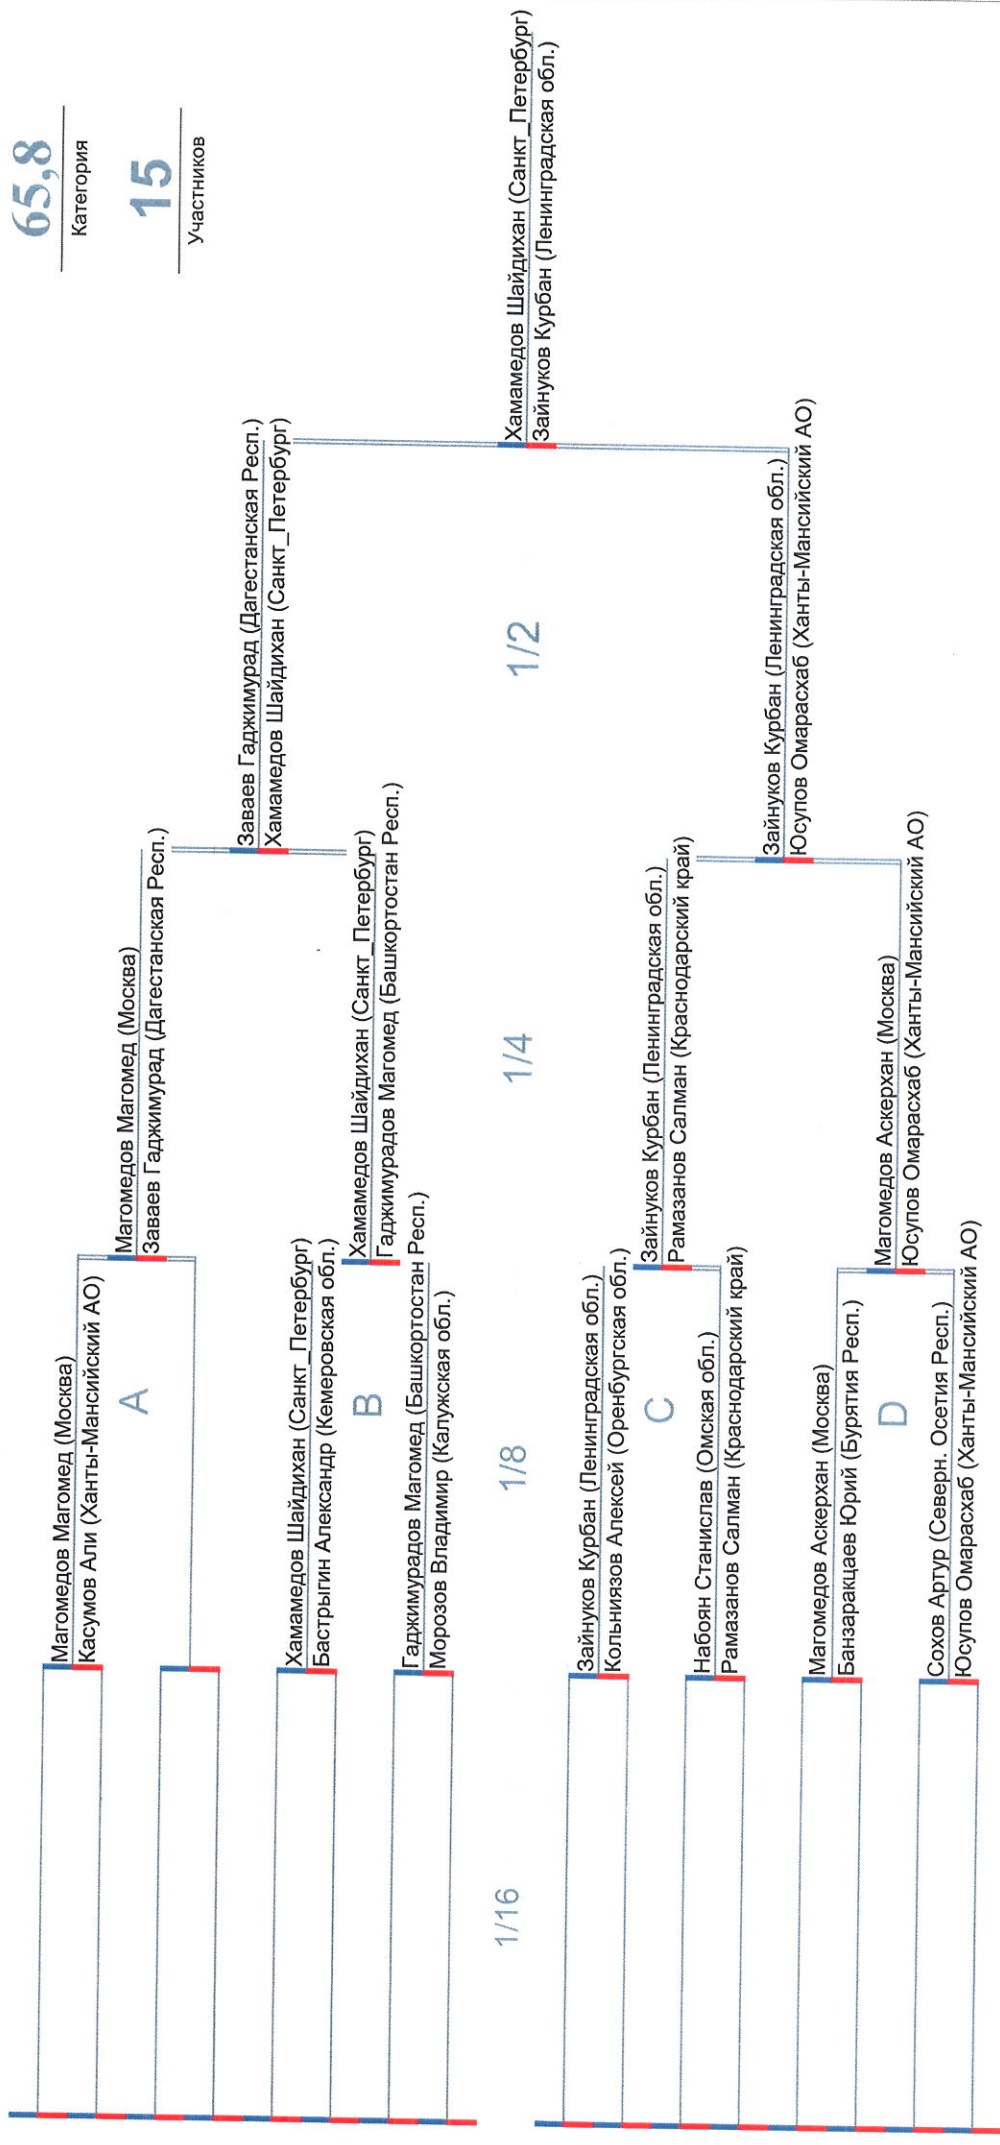 65,8
Категория
15
Участников
Магомедов Магомед (Москва)
Касумов Али (Ханты-Мансийский АО)
A
Хамамедов Шайдихан (Санкт_Петербург)
Бастрыгин Александр (Кемеровская обл.)
B
Гаджимурадов Магомед (Башкортостан Респ.)
Морозов Владимир (Калужская обл.)
1/16
1/8
1/4
1/2
Зайнуков Курбан (Ленинградская обл.)
Кольниязов Алексей (Оренбургская обл.)
C
Набоян Станислав (Омская обл.)
Рамазанов Салман (Краснодарский край)
Магомедов Аскерхан (Москва)
Банзаракцаев Юрий (Бурятия Респ.)
D
Сохов Артур (Северн. Осетия Респ.)
Юсупов Омарасхаб (Ханты-Мансийский АО)
Магомедов Магомед (Москва)
Заваев Гаджимурад (Дагестанская Респ.)
Хамамедов Шайдихан (Санкт_Петербург)
Гаджимурадов Магомед (Башкортостан Респ.)
Зайнуков Курбан (Ленинградская обл.)
Рамазанов Салман (Краснодарский край)
Магомедов Аскерхан (Москва)
Юсупов Омарасхаб (Ханты-Мансийский АО)
Заваев Гаджимурад (Дагестанская Респ.)
Хамамедов Шайдихан (Санкт_Петербург)
Зайнуков Курбан (Ленинградская обл.)
Юсупов Омарасхаб (Ханты-Мансийский АО)
Хамамедов Шайдихан (Санкт_Петербург)
Зайнуков Курбан (Ленинградская обл.)